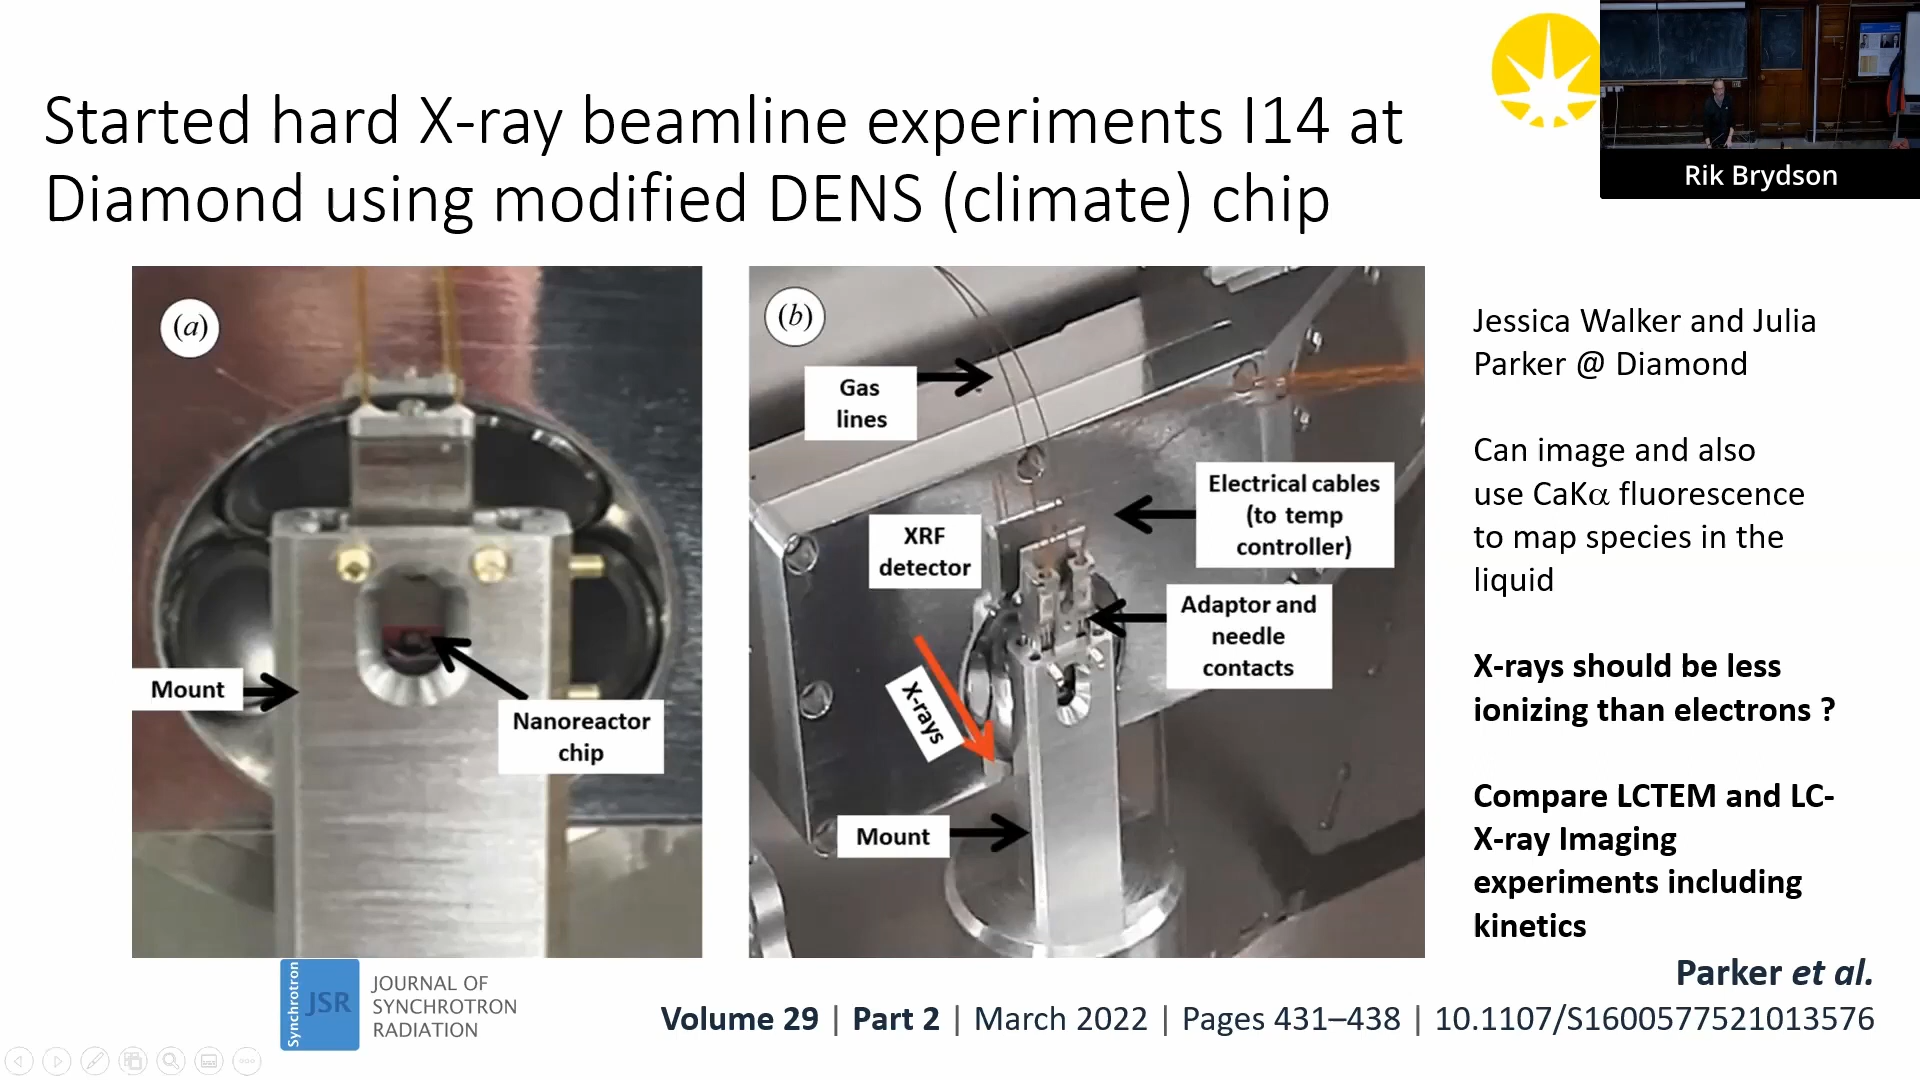 Started hard X-ray beamline experiments I14 at
Diamond using modified DENS (climate) chip
Rik Brydson
(a)
Mount
Nanoreactor
chip
(b)
Gas
lines
XRF
detector
Electrical cables
(to temp
controller)
Adaptor and
needle
contacts
X-rays
Mount
Jessica Walker and Julia
Parker @ Diamond
Can image and also
use CaKα fluorescence
to map species in the
liquid
X-rays should be less
ionizing than electrons ?
Compare LCTEM and LC-
X-ray Imaging
experiments including
kinetics
Synchrotron
JSR
JOURNAL OF
SYNCHROTRON
RADIATION
Parker et al.
Volume 29 | Part 2 | March 2022 | Pages 431–438 | 10.1107/S1600577521013576